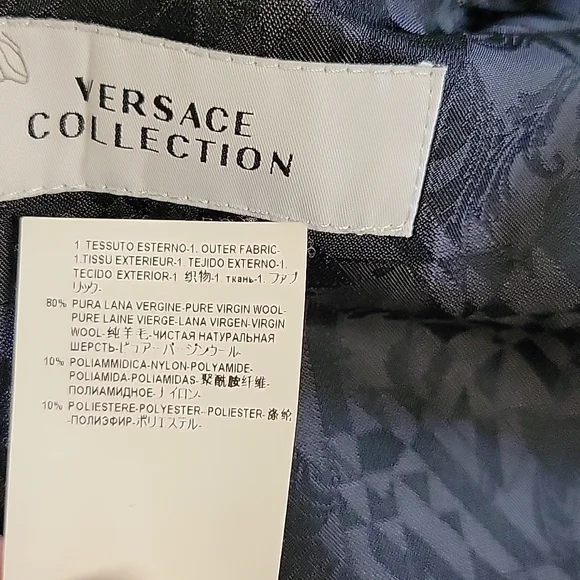 VERSACE
COLLECTION
1. TESSUTO ESTERNO-1. OUTER FABRIC-
1.TISSU EXTERIEUR-1. TEJIDO EXTERNO-1.
TECIDO EXTERIOR-1 织物-1 ткань-1. ファブ
リック-
80% PURA LANA VERGINE-PURE VIRGIN WOOL-
PURE LAINE VIERGE-LANA VIRGEN-VIRGIN
WOOL-纯羊毛-ЧИСТАЯ НАТУРАЛЬНАЯ
ШЕРСТЬ-ピュアーバージンウール-
10% POLIAMMIDICA-NYLON-POLYAMIDE-
POLIAMIDA-POLIAMIDAS-聚酰胺纤维-
ПОЛИАМИДНОЕ-ナイロン-
10% POLIESTERE-POLYESTER-POLIESTER-涤纶
-ПОЛИЭФИР-ポリエステル-